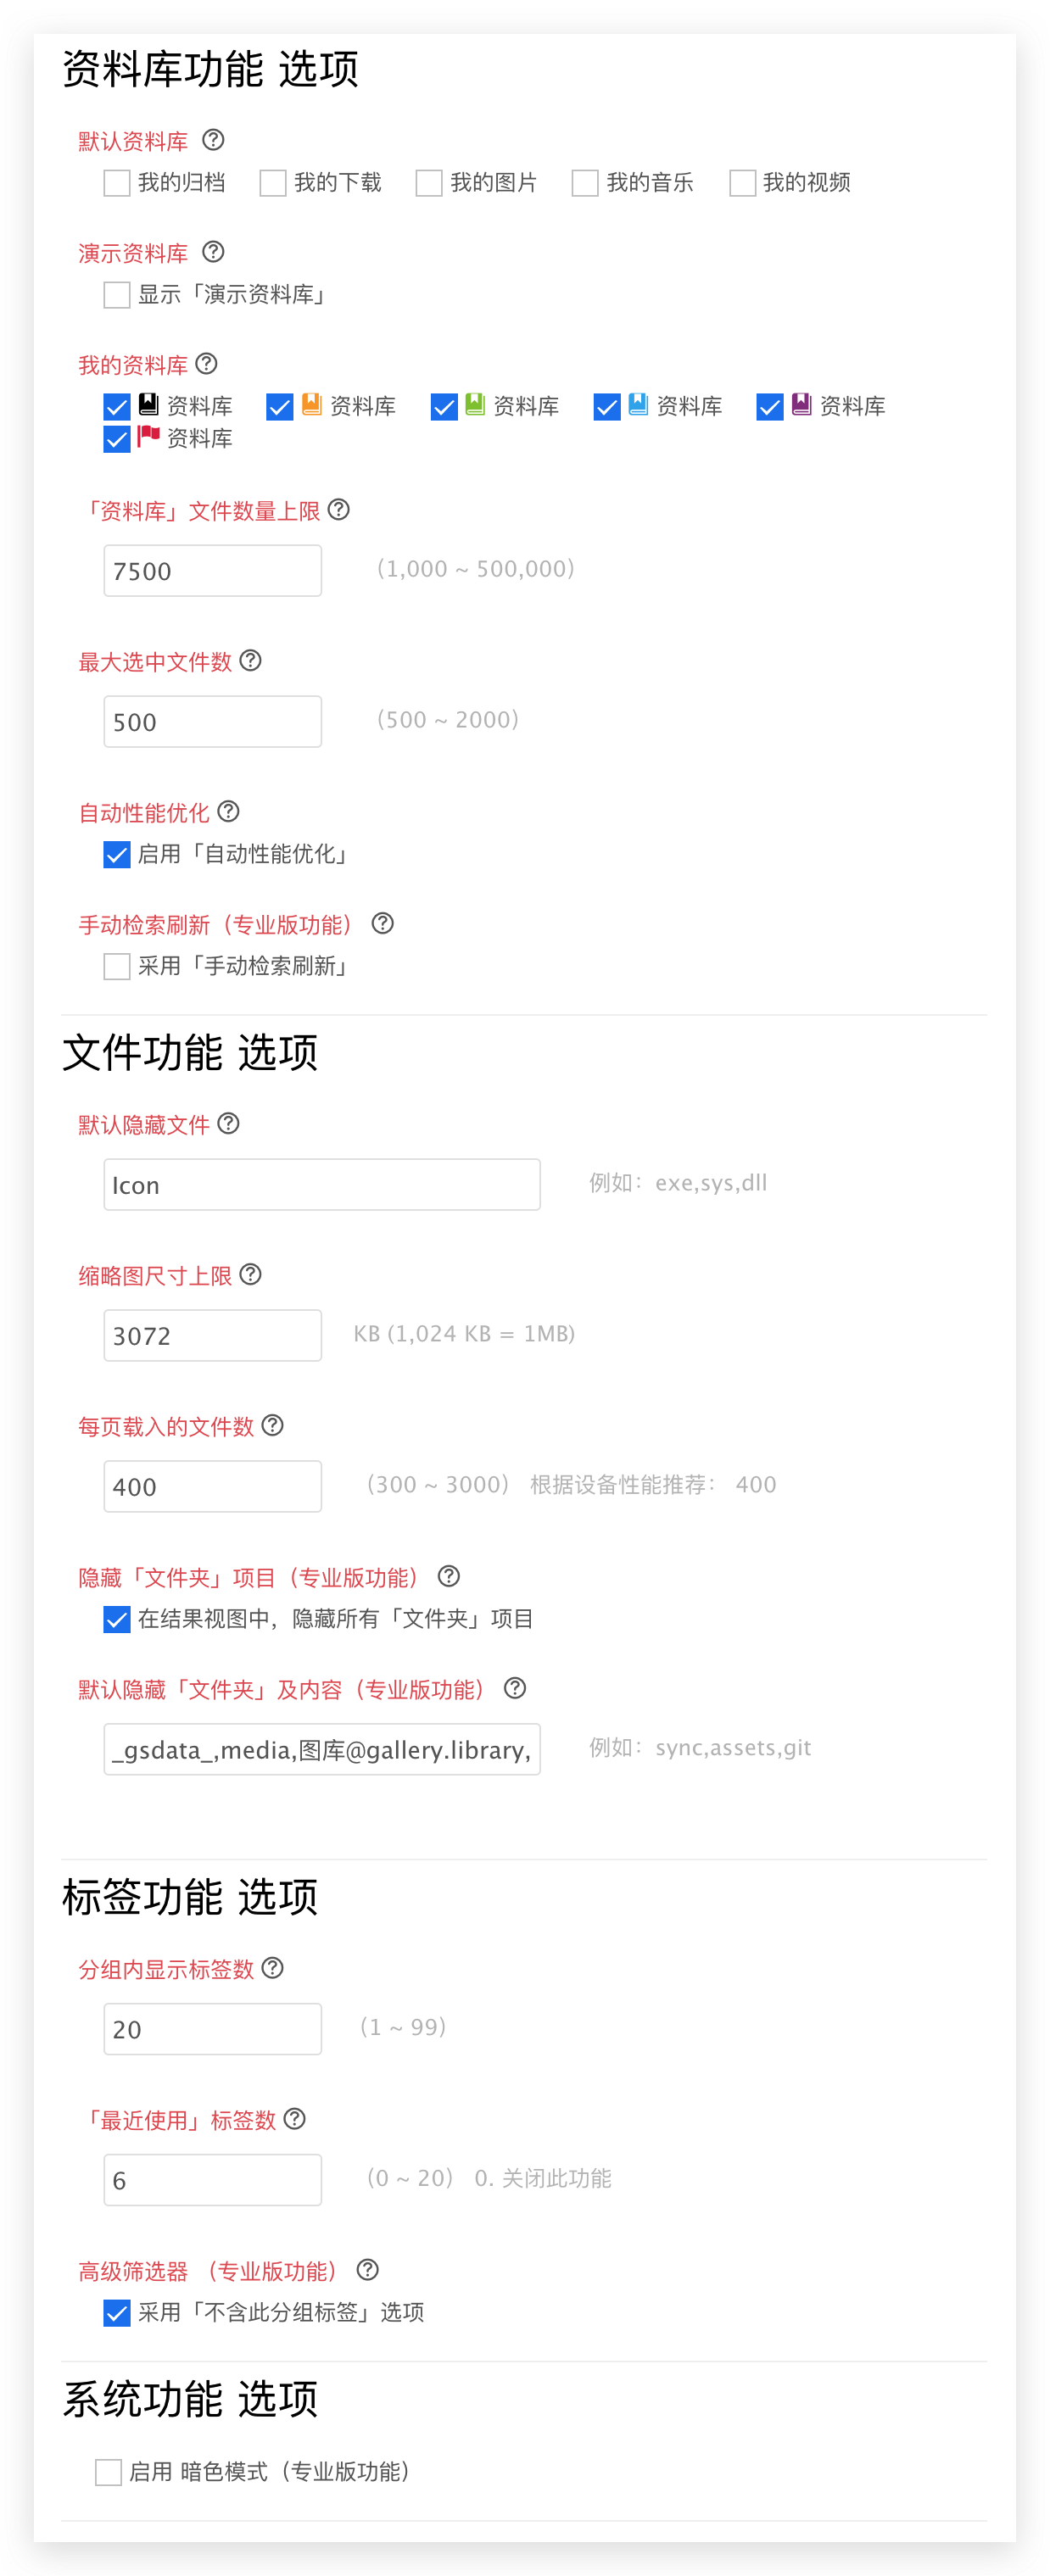 资料库功能 选项
默认资料库
我的归档 我的下载 我的图片 我的音乐 我的视频
演示资料库
显示「演示资料库」
我的资料库
资料库 资料库 资料库 资料库 资料库
资料库
「资料库」文件数量上限
7500 (1,000 ~ 500,000)
最大选中文件数
500 (500 ~ 2000)
自动性能优化
启用「自动性能优化」
手动检索刷新（专业版功能）
采用「手动检索刷新」
文件功能 选项
默认隐藏文件
Icon 例如：exe,sys,dll
缩略图尺寸上限
3072 KB (1,024 KB = 1MB)
每页载入的文件数
400 （300 ~ 3000） 根据设备性能推荐： 400
隐藏「文件夹」项目（专业版功能）
在结果视图中，隐藏所有「文件夹」项目
默认隐藏「文件夹」及内容（专业版功能）
_gsdata_,media,图库@gallery.library, 例如：sync,assets,git
标签功能 选项
分组内显示标签数
20 （1 ~ 99）
「最近使用」标签数
6 （0 ~ 20） 0. 关闭此功能
高级筛选器 （专业版功能）
采用「不含此分组标签」选项
系统功能 选项
启用 暗色模式（专业版功能）